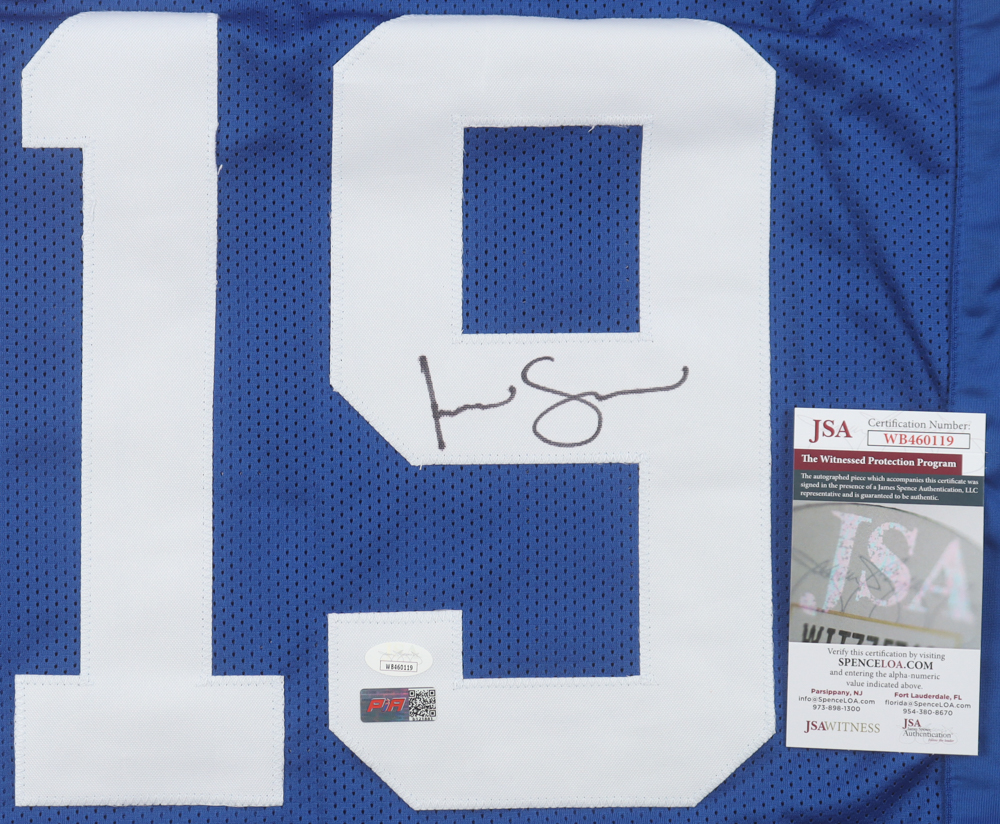 19
WB460119
PA
JSA
Certification Number:
WB460119
The Witnessed Protection Program
The autographed piece which accompanies this certificate was
signed in the presence of a James Spence Authentication, LLC
representative and is guaranteed to be authentic.
JSA
Verify this certification by visiting
SPENCELOA.COM
and entering the alpha-numeric
value indicated above.
Parsippany, NJ
info@SpenceLOA.com
973-898-1300
Fort Lauderdale, FL
florida@SpenceLOA.com
954-380-8670
JSAWITNESS
JSA
Authentication